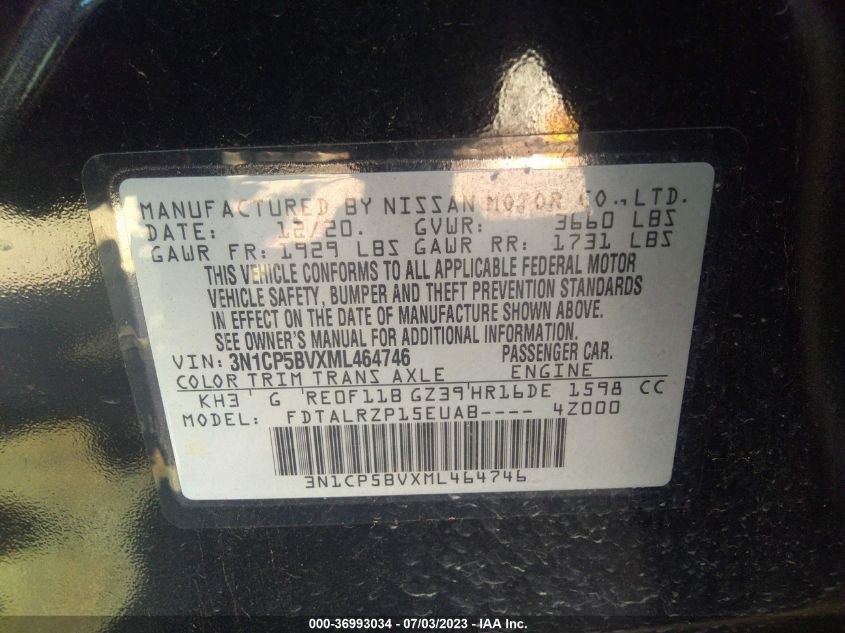 MANUFACTURED BY NISSAN MOTOR CO., LTD.
DATE: 12/20. GVWR: 3660 LBS
GAWR FR: 1929 LBS GAWR RR: 1731 LBS
THIS VEHICLE CONFORMS TO ALL APPLICABLE FEDERAL MOTOR
VEHICLE SAFETY, BUMPER AND THEFT PREVENTION STANDARDS
IN EFFECT ON THE DATE OF MANUFACTURE SHOWN ABOVE.
SEE OWNER'S MANUAL FOR ADDITIONAL INFORMATION.
VIN: 3N1CP5BVXML464746 PASSENGER CAR.
COLOR TRIM TRANS AXLE ENGINE
KH3 G RE0F11B GZ39 HR16DE 1598 CC
MODEL: FDTALRZP15EUAB---- 4Z000
3N1CP5BVXML464746
000-36993034 - 07/03/2023 - IAA Inc.